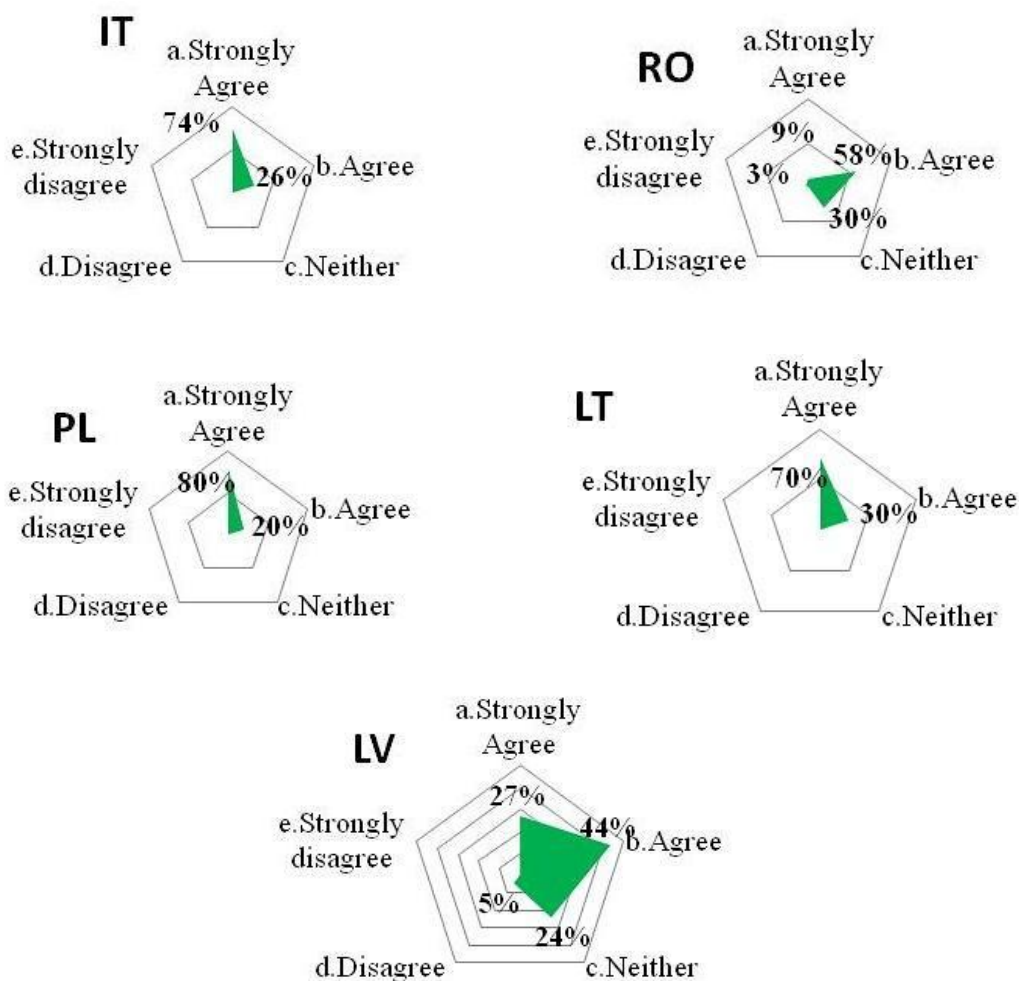 IT
a.Strongly
Agree
74%
e.Strongly
disagree
26%
b.Agree
d.Disagree
c.Neither
RO
a.Strongly
Agree
9%
58%
e.Strongly
disagree
3%
b.Agree
30%
d.Disagree
c.Neither
PL
a.Strongly
Agree
80%
e.Strongly
disagree
20%
b.Agree
d.Disagree
c.Neither
LT
a.Strongly
Agree
70%
e.Strongly
disagree
30%
b.Agree
d.Disagree
c.Neither
LV
a.Strongly
Agree
27%
e.Strongly
disagree
44%
b.Agree
5%
24%
d.Disagree
c.Neither